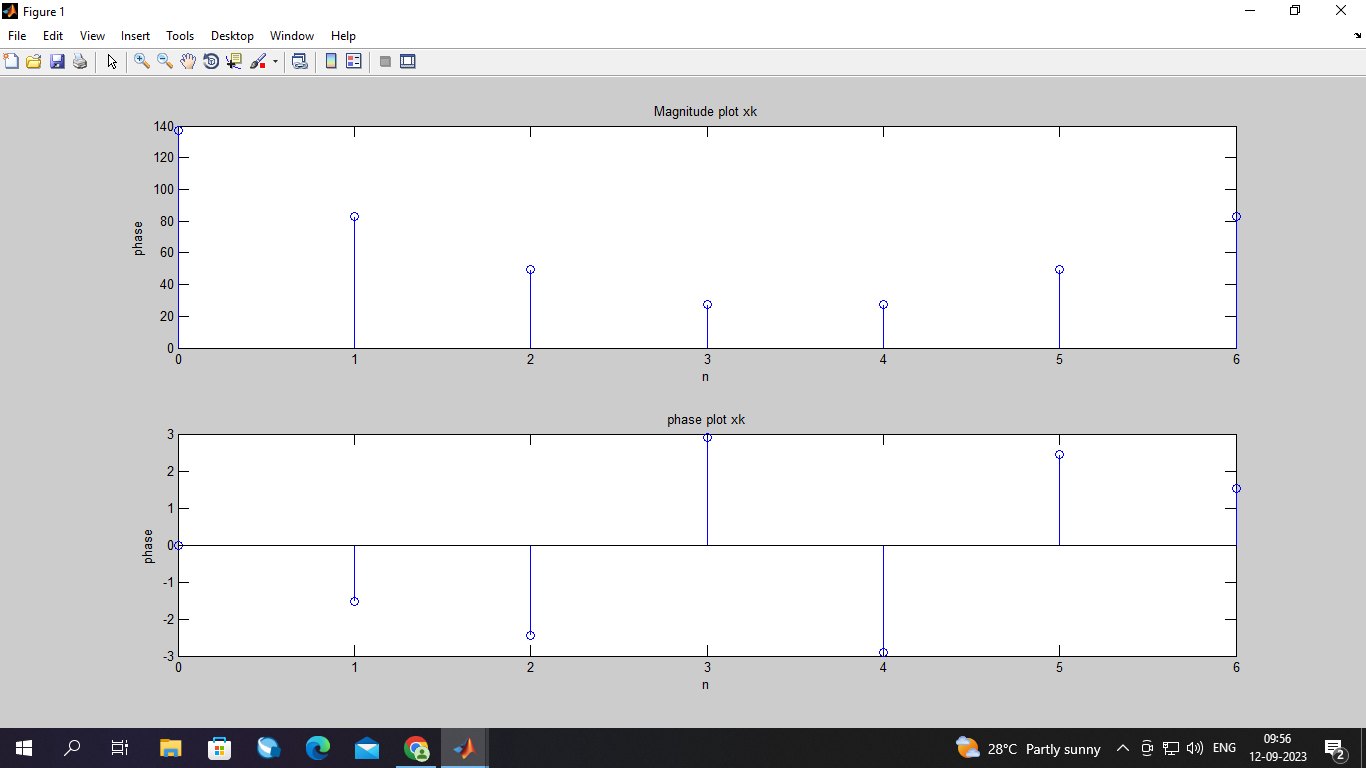 Figure 1
File Edit View Insert Tools Desktop Window Help
Magnitude plot xk
140
120
100
80
60
40
20
0
phase
0 1 2 3 4 5 6
n
phase plot xk
3
2
1
0
-1
-2
-3
phase
0 1 2 3 4 5 6
n
28°C Partly sunny
ENG
09:56
12-09-2023
2